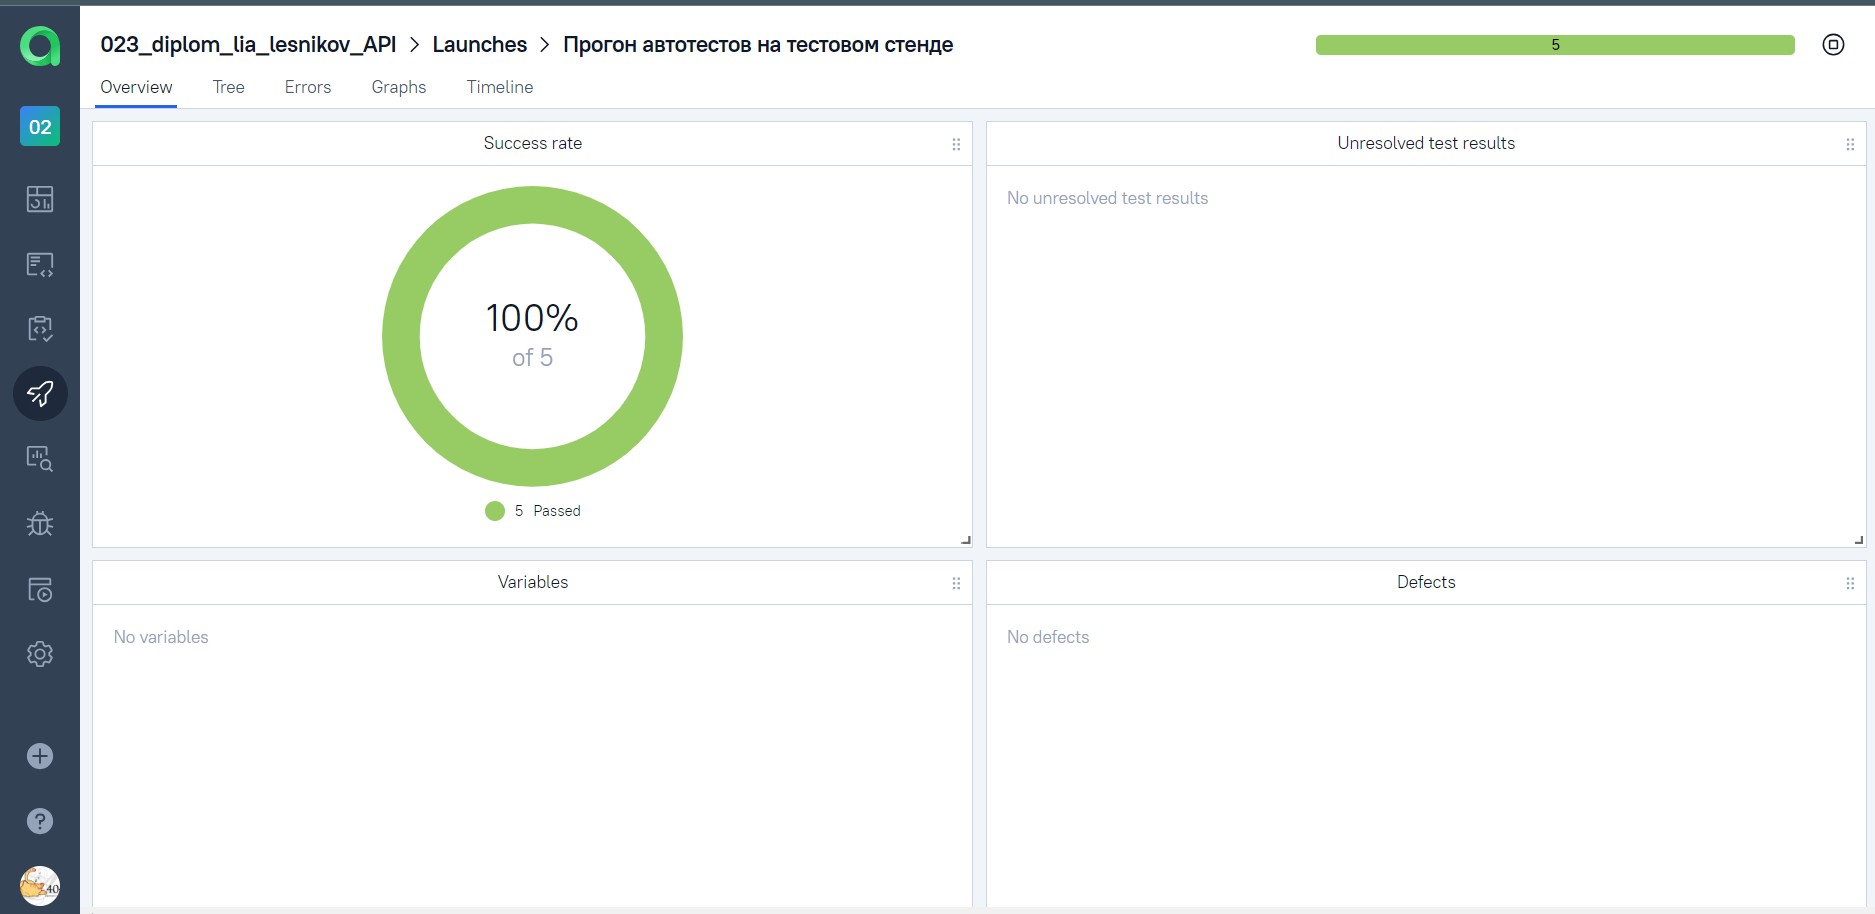 023_diplom_lia_lesnikov_API > Launches > Прогон автотестов на тестовом стенде
5
Overview Tree Errors Graphs Timeline
02
Success rate
100%
of 5
5 Passed
Unresolved test results
No unresolved test results
Variables
No variables
Defects
No defects
?
40